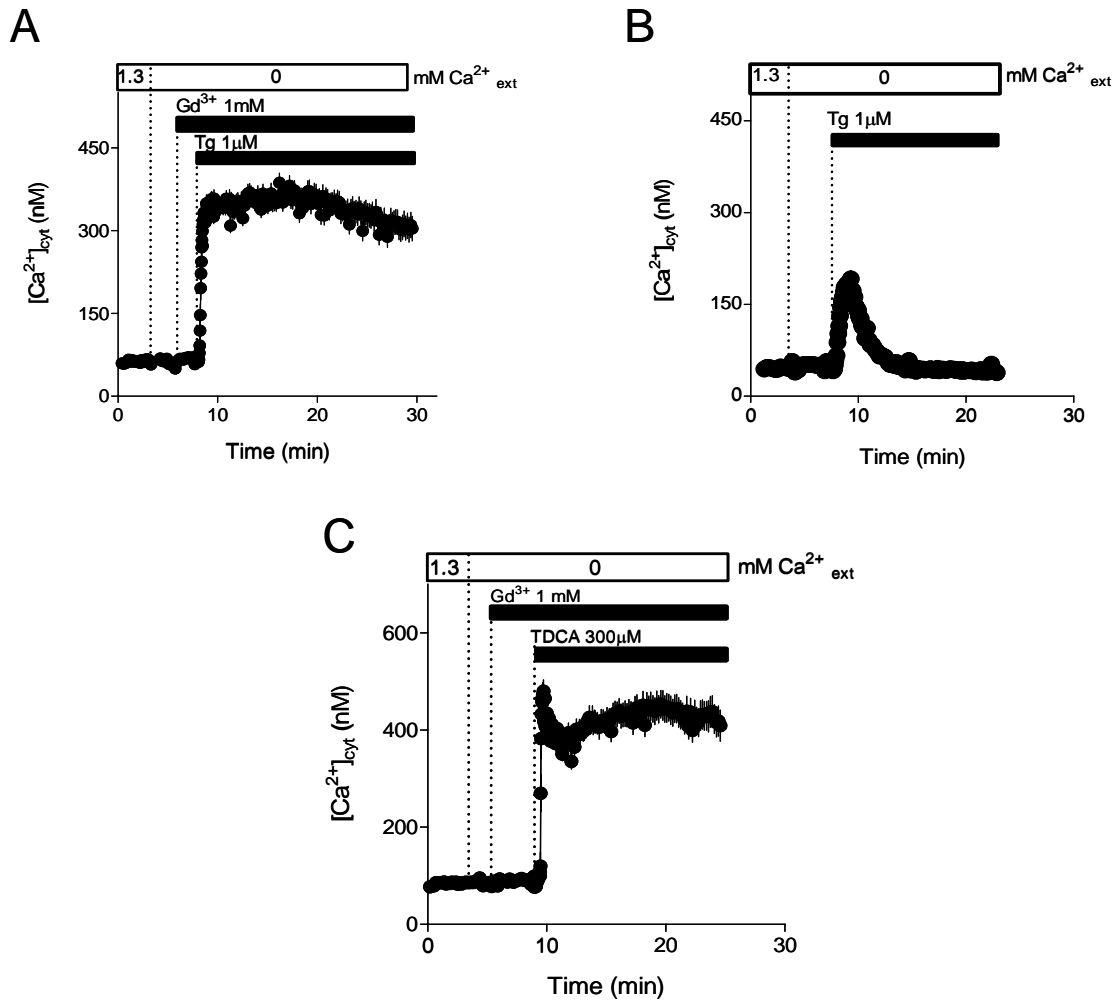 A
1.3 0 mM Ca²⁺ ext
Gd³⁺ 1mM
Tg 1μM
450
300
150
0
[Ca²⁺]cyt (nM)
0 10 20 30
Time (min)
B
1.3 0 mM Ca²⁺ ext
Tg 1μM
450
300
150
0
[Ca²⁺]cyt (nM)
0 10 20 30
Time (min)
C
1.3 0 mM Ca²⁺ ext
Gd³⁺ 1 mM
TDCA 300μM
600
400
200
0
[Ca²⁺]cyt (nM)
0 10 20 30
Time (min)